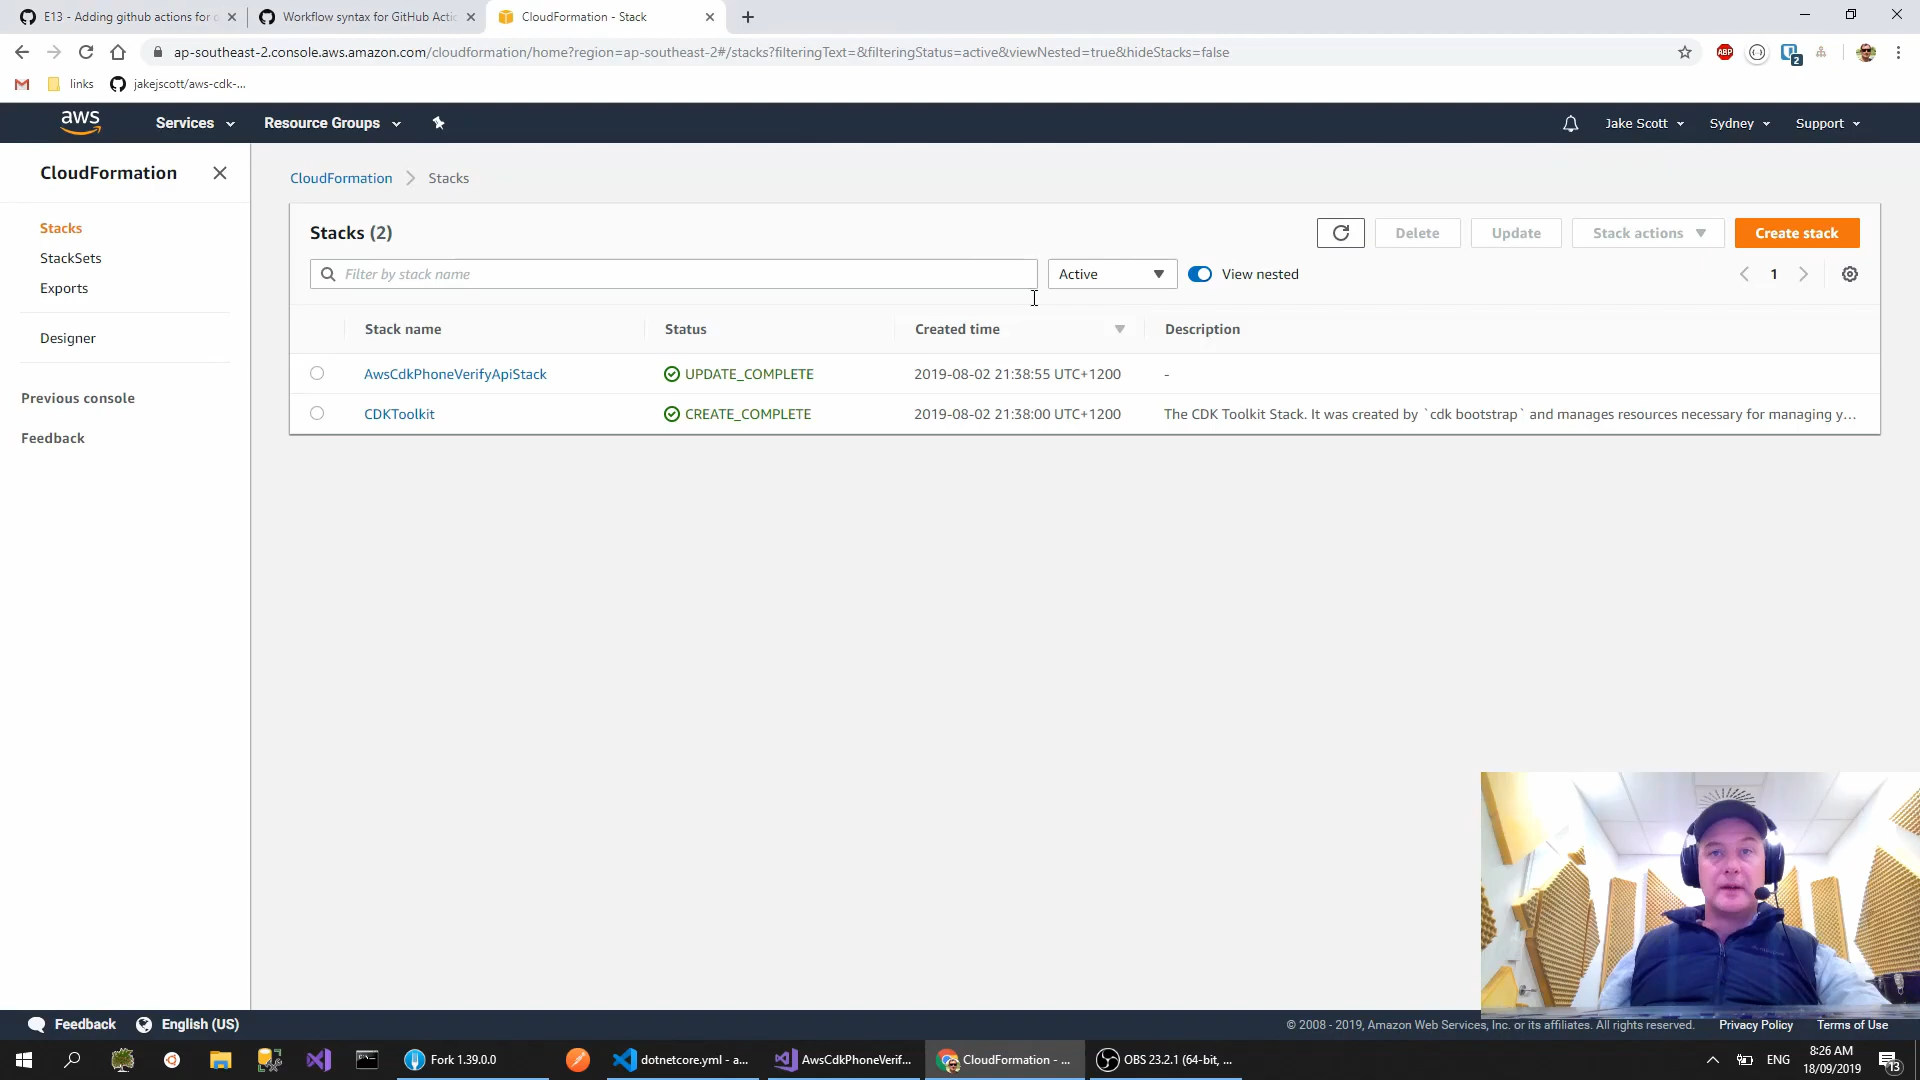 E13 - Adding github actions for c
Workflow syntax for GitHub Actic
CloudFormation - Stack
ap-southeast-2.console.aws.amazon.com/cloudformation/home?region=ap-southeast-2#/stacks?filteringText=&filteringStatus=active&viewNested=true&hideStacks=false
ABP
2
links
jakejscott/aws-cdk-...
aws
Services
Resource Groups
Jake Scott
Sydney
Support
CloudFormation
Stacks
StackSets
Exports
Designer
Previous console
Feedback
CloudFormation
Stacks
Stacks (2)
Delete
Update
Stack actions
Create stack
Filter by stack name
Active
View nested
1
Stack name
Status
Created time
Description
AwsCdkPhoneVerifyApiStack
UPDATE_COMPLETE
2019-08-02 21:38:55 UTC+1200
-
CDKToolkit
CREATE_COMPLETE
2019-08-02 21:38:00 UTC+1200
The CDK Toolkit Stack. It was created by `cdk bootstrap` and manages resources necessary for managing y...
Feedback
English (US)
© 2008 - 2019, Amazon Web Services, Inc. or its affiliates. All rights reserved.
Privacy Policy
Terms of Use
Fork 1.39.0.0
dotnetcore.yml - a...
AwsCdkPhoneVerif...
CloudFormation - ...
OBS 23.2.1 (64-bit, ...
ENG
8:26 AM
18/09/2019
13